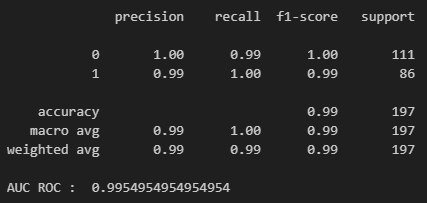 precision recall f1-score support
0 1.00 0.99 1.00 111
1 0.99 1.00 0.99 86
accuracy 0.99 197
macro avg 0.99 1.00 0.99 197
weighted avg 0.99 0.99 0.99 197
AUC ROC : 0.9954954954954954